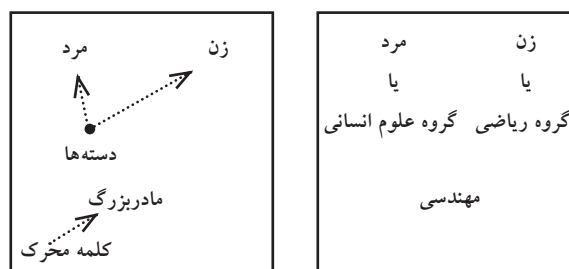 زن مرد
دسته‌ها
مادربزرگ
کلمه محرک
زن مرد
یا یا
گروه ریاضی گروه علوم انسانی
مهندسی